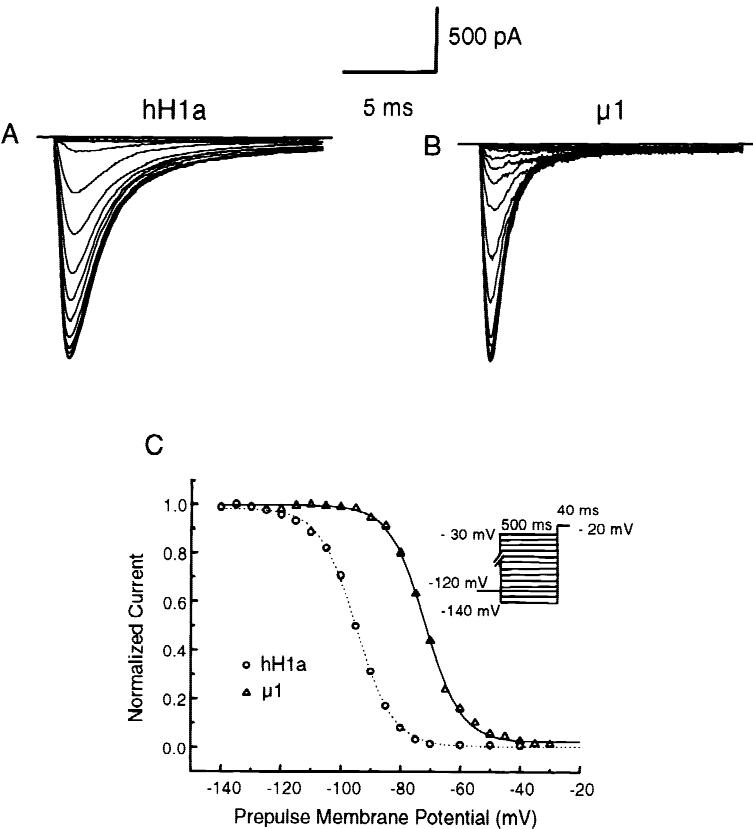 500 pA
5 ms
hH1a
µ1
A
B
C
Normalized Current
1.0
0.8
0.6
0.4
0.2
0.0
hH1a
µ1
40 ms
500 ms
- 30 mV
- 20 mV
-120 mV
-140 mV
-140 -120 -100 -80 -60 -40 -20
Prepulse Membrane Potential (mV)